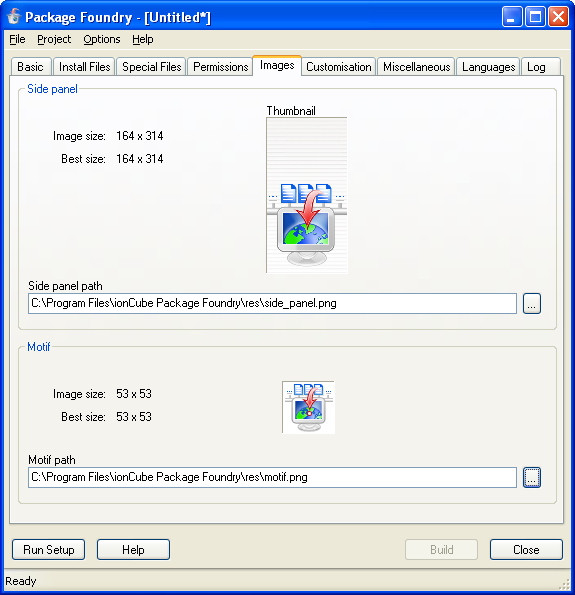 Package Foundry - [Untitled*]
File Project Options Help
Basic Install Files Special Files Permissions Images Customisation Miscellaneous Languages Log
Side panel
Thumbnail
Image size: 164 x 314
Best size: 164 x 314
Side panel path
C:\Program Files\ionCube Package Foundry\res\side_panel.png
...
Motif
Image size: 53 x 53
Best size: 53 x 53
Motif path
C:\Program Files\ionCube Package Foundry\res\motif.png
...
Run Setup Help Build Close
Ready